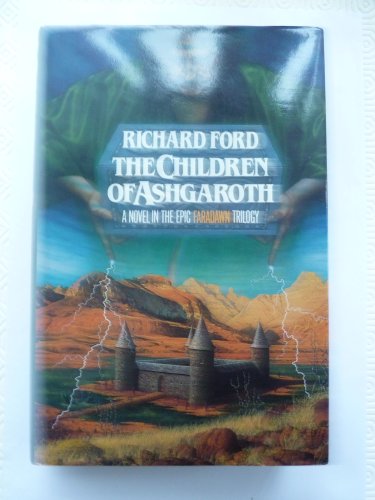 RICHARD FORD
THE CHILDREN
OF ASHGAROTH
A NOVEL IN THE EPIC FARADAWN TRILOGY